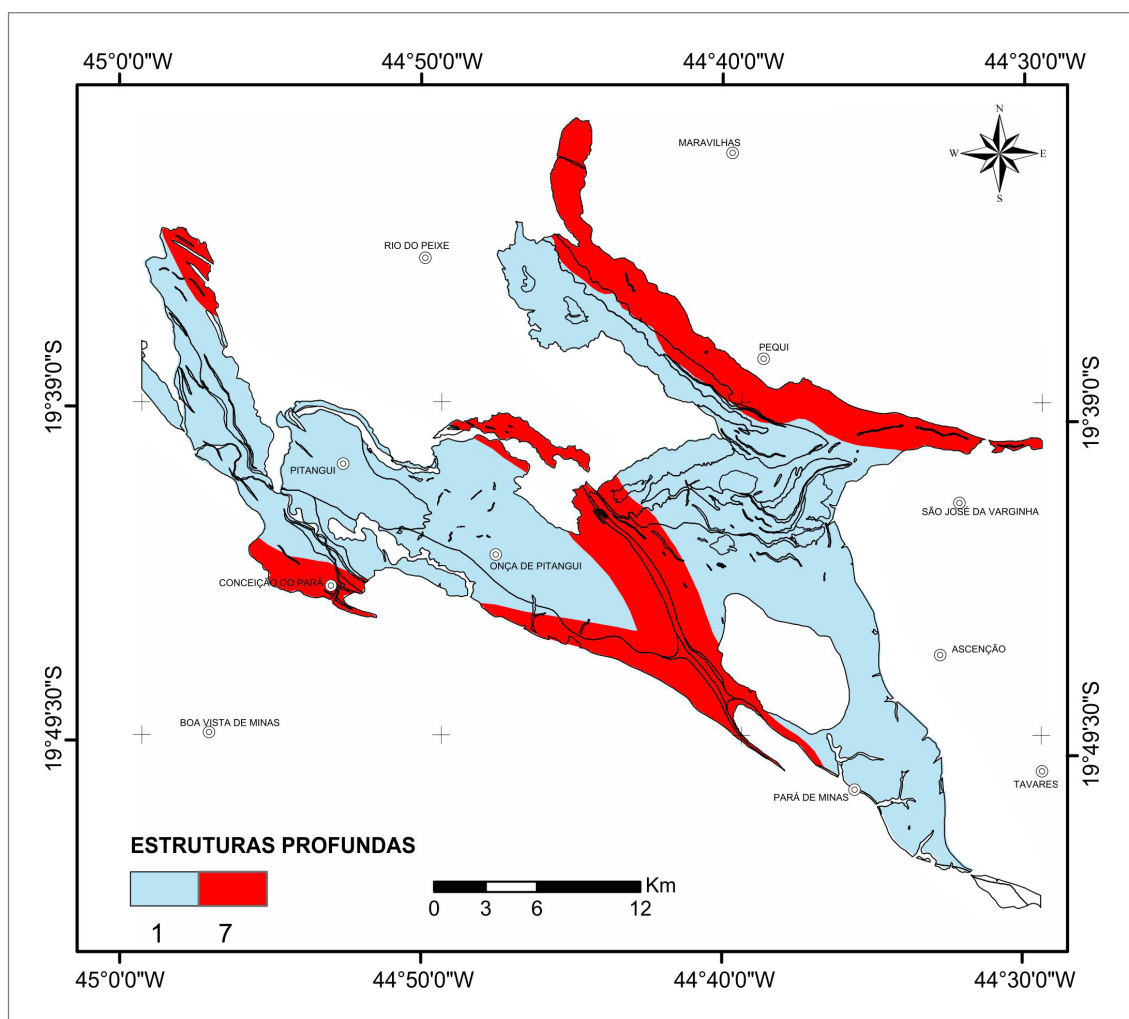 45°0'0"W 44°50'0"W 44°40'0"W 44°30'0"W
N
W E
S
MARAVILHAS
RIO DO PEIXE
PEQUI
19°39'0"S
19°39'0"S
PITANGUI
SÃO JOSÉ DA VARGINHA
ONÇA DE PITANGUI
CONCEIÇÃO DO PARÁ
ASCENÇÃO
BOA VISTA DE MINAS
19°49'30"S
19°49'30"S
TAVARES
PARÁ DE MINAS
ESTRUTURAS PROFUNDAS
1 7
Km
0 3 6 12
45°0'0"W 44°50'0"W 44°40'0"W 44°30'0"W